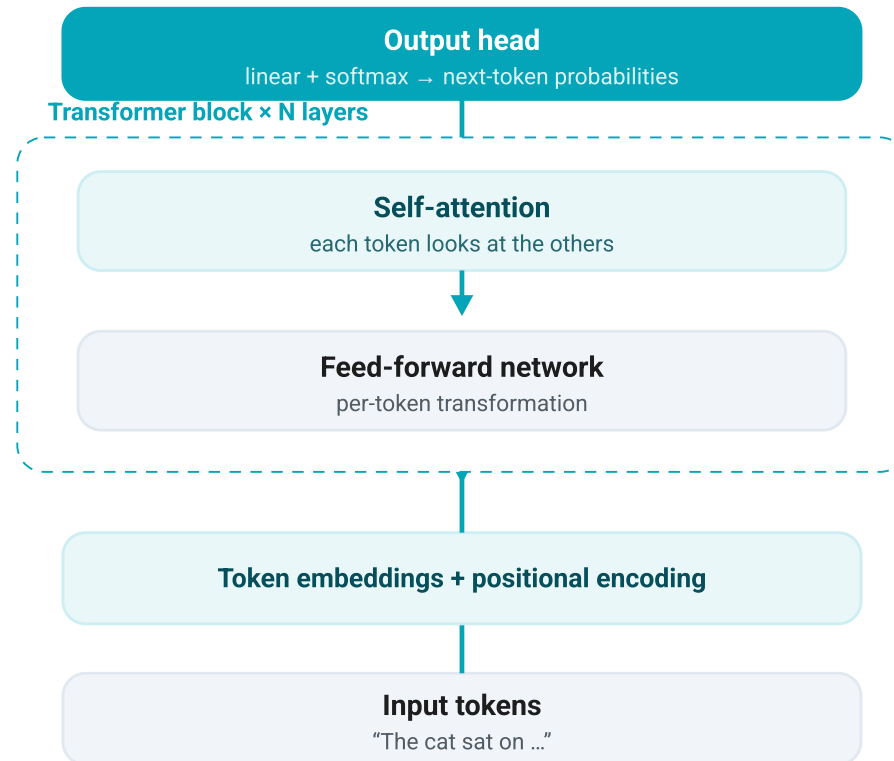 Output head
linear + softmax → next-token probabilities
Transformer block × N layers
Self-attention
each token looks at the others
Feed-forward network
per-token transformation
Token embeddings + positional encoding
Input tokens
“The cat sat on …”